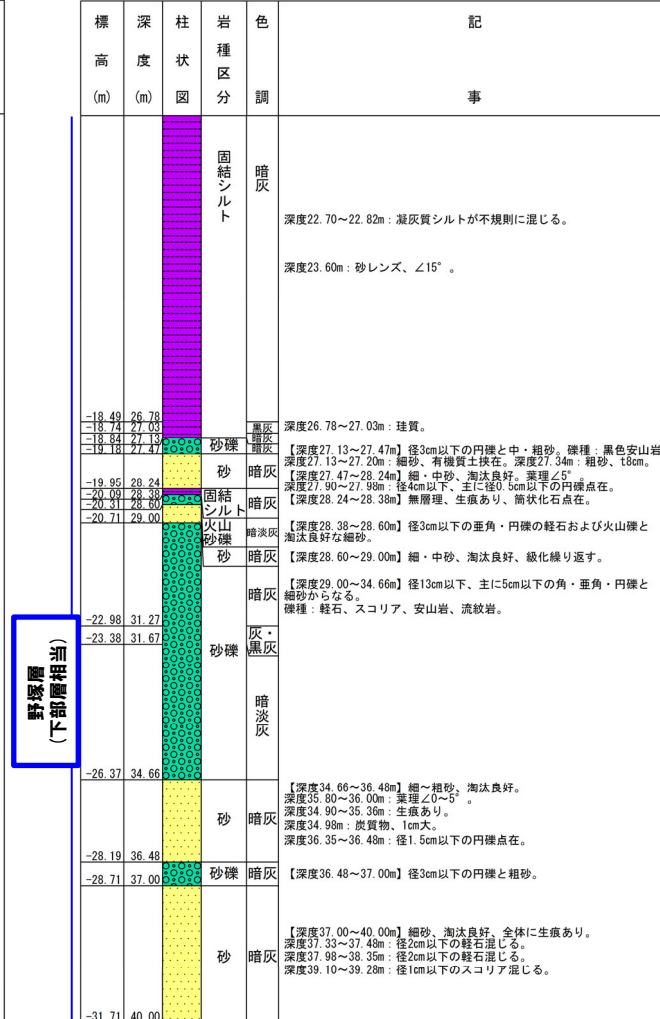 標高(m)
深度(m)
柱状図
岩種区分
色調
記事
固結シルト
暗灰
深度22.70～22.82m：凝灰質シルトが不規則に混じる。
深度23.60m：砂レンズ、∠15°。
-18.49 26.78
-18.74 27.03 黒灰 深度26.78～27.03m：珪質。
-18.84 27.13 暗灰
-19.18 27.47 砂礫 暗灰 【深度27.13～27.47m】径3cm以下の円礫と中・粗砂。礫種：黒色安山岩
深度27.13～27.20m：細砂、有機質土挟在。深度27.34m：粗砂、t8cm。
砂 暗灰 【深度27.47～28.24m】細・中砂、淘汰良好。葉理∠5°。
-19.95 28.24 深度27.90～27.98m：径4cm以下、主に径0.5cm以下の円礫点在。
-20.09 28.38 固結シルト 暗灰 【深度28.24～28.38m】無層理、生痕あり、筒状化石点在。
-20.31 28.60
-20.71 29.00 火山砂礫 暗淡灰 【深度28.38～28.60m】径3cm以下の亜角・円礫の軽石および火山礫と
淘汰良好な細砂。
砂 暗灰 【深度28.60～29.00m】細・中砂、淘汰良好、級化繰り返す。
暗灰 【深度29.00～34.66m】径13cm以下、主に5cm以下の角・亜角・円礫と
細砂からなる。
礫種：軽石、スコリア、安山岩、流紋岩。
-22.98 31.27
-23.38 31.67 灰・黒灰
砂礫
野塚層
(下部層相当)
暗淡灰
-26.37 34.66
【深度34.66～36.48m】細～粗砂、淘汰良好。
深度35.80～36.00m：葉理∠0～5°。
深度34.90～35.36m：生痕あり。
砂 暗灰 深度34.98m：炭質物、1cm大。
深度36.35～36.48m：径1.5cm以下の円礫点在。
-28.19 36.48
砂礫 暗灰 【深度36.48～37.00m】径3cm以下の円礫と粗砂。
-28.71 37.00
【深度37.00～40.00m】細砂、淘汰良好、全体に生痕あり。
深度37.33～37.48m：径2cm以下の軽石混じる。
砂 暗灰 深度37.98～38.35m：径2cm以下の軽石混じる。
深度39.10～39.28m：径1cm以下のスコリア混じる。
-31.71 40.00